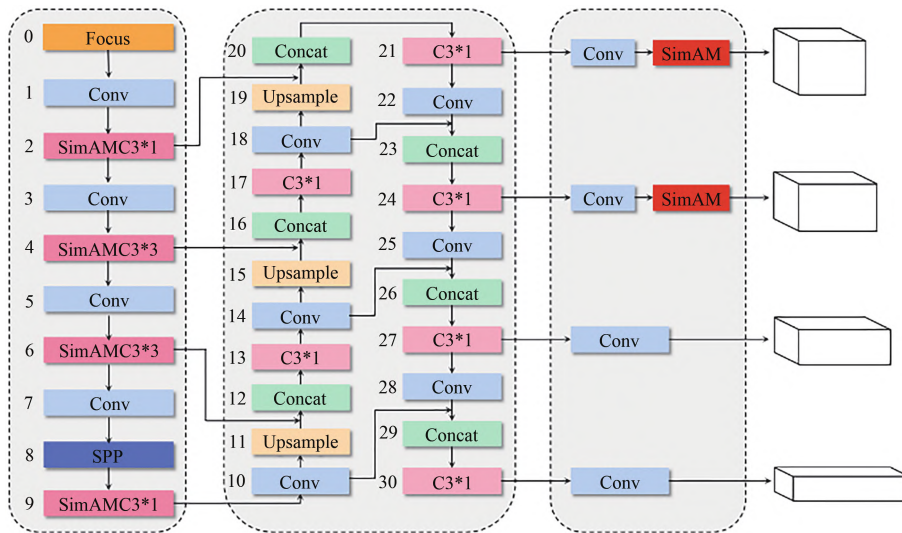 0 Focus
1 Conv
2 SimAMC3*1
3 Conv
4 SimAMC3*3
5 Conv
6 SimAMC3*3
7 Conv
8 SPP
9 SimAMC3*1
20 Concat
19 Upsample
18 Conv
17 C3*1
16 Concat
15 Upsample
14 Conv
13 C3*1
12 Concat
11 Upsample
10 Conv
21 C3*1
22 Conv
23 Concat
24 C3*1
25 Conv
26 Concat
27 C3*1
28 Conv
29 Concat
30 C3*1
Conv SimAM
Conv SimAM
Conv
Conv